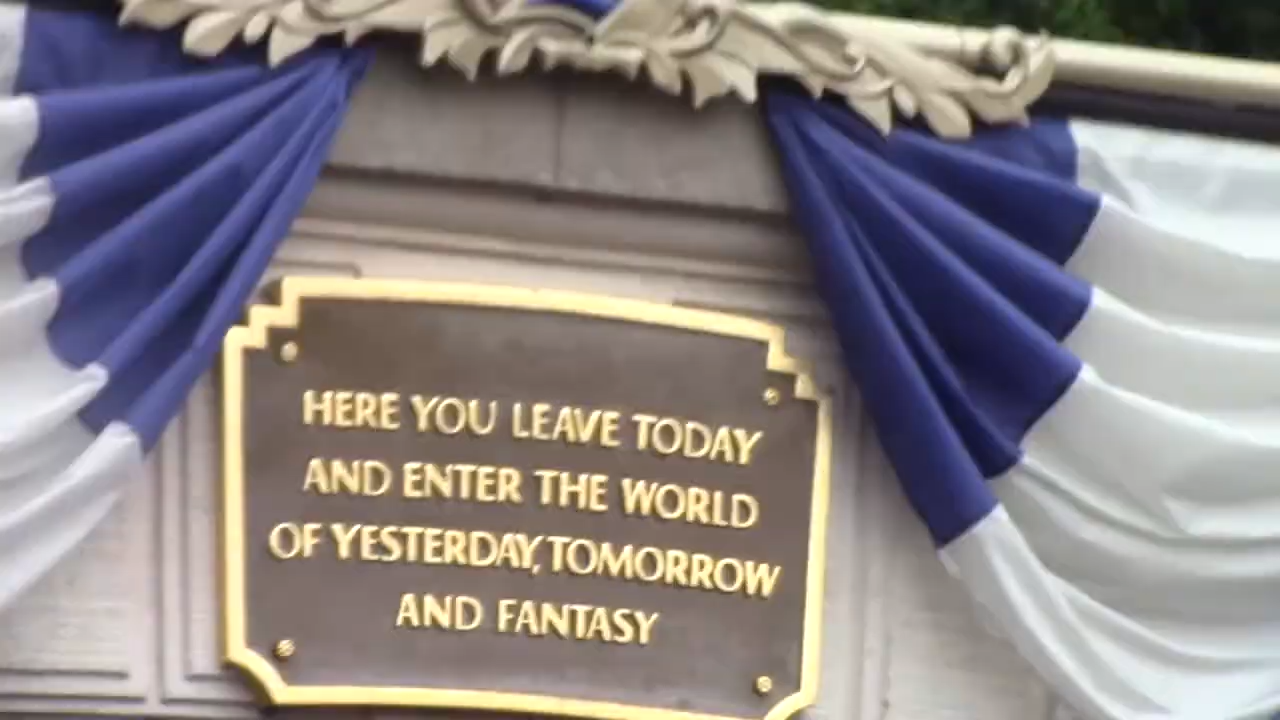 HERE YOU LEAVE TODAY
AND ENTER THE WORLD
OF YESTERDAY, TOMORROW
AND FANTASY